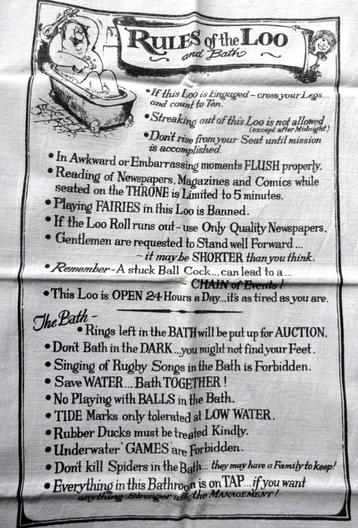 RULES of the LOO
and Bath
• If this Loo is Engaged – cross your Legs...
and count to Ten.
• Streaking out of this Loo is not allowed
(except after Midnight)
• Don't rise from your Seat until mission
is accomplished.
• In Awkward or Embarrassing moments FLUSH properly.
• Reading of Newspapers, Magazines and Comics while
seated on the THRONE is Limited to 5 minutes.
• Playing FAIRIES in this Loo is Banned.
• If the Loo Roll runs out – use Only Quality Newspapers.
• Gentlemen are requested to Stand well Forward...
– it may be SHORTER than you think.
• Remember – A stuck Ball Cock... can lead to a...
CHAIN of Events!
• This Loo is OPEN 24 Hours a Day... it's as tired as you are.
The Bath –
• Rings left in the BATH will be put up for AUCTION.
• Don't Bath in the DARK... you might not find your Feet.
• Singing of Rugby Songs in the Bath is Forbidden.
• Save WATER... Bath TOGETHER!
• No Playing with BALLS in the Bath.
• TIDE Marks only tolerated at LOW WATER.
• Rubber Ducks must be treated Kindly.
• Underwater GAMES are Forbidden.
• Don't kill Spiders in the Bath... they may have a Family to keep!
• Everything in this Bathroom is on TAP... if you want
anything Stronger ask the MANAGEMENT!